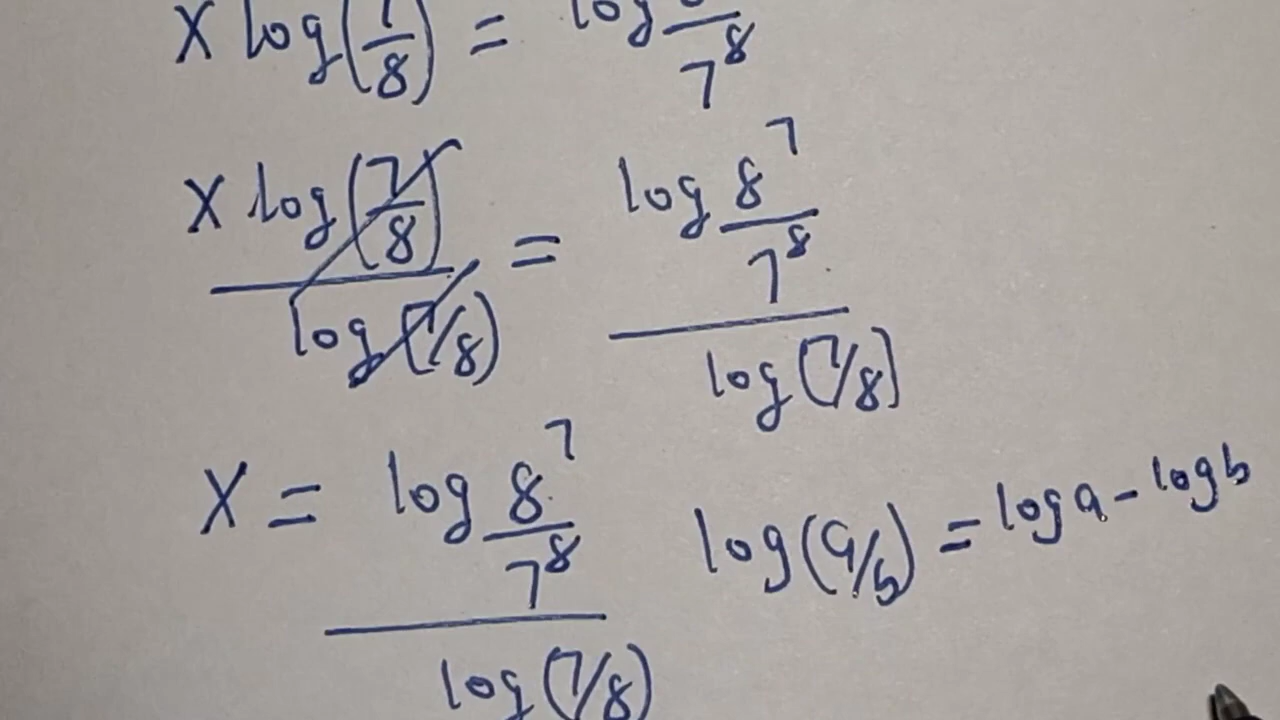 X log(7/8) = log 8/7^8
X log(7/8) / log(7/8) = log 8^7/7^8 / log(7/8)
X = log 8^7/7^8 / log(7/8)
log(a/b) = log a - log b